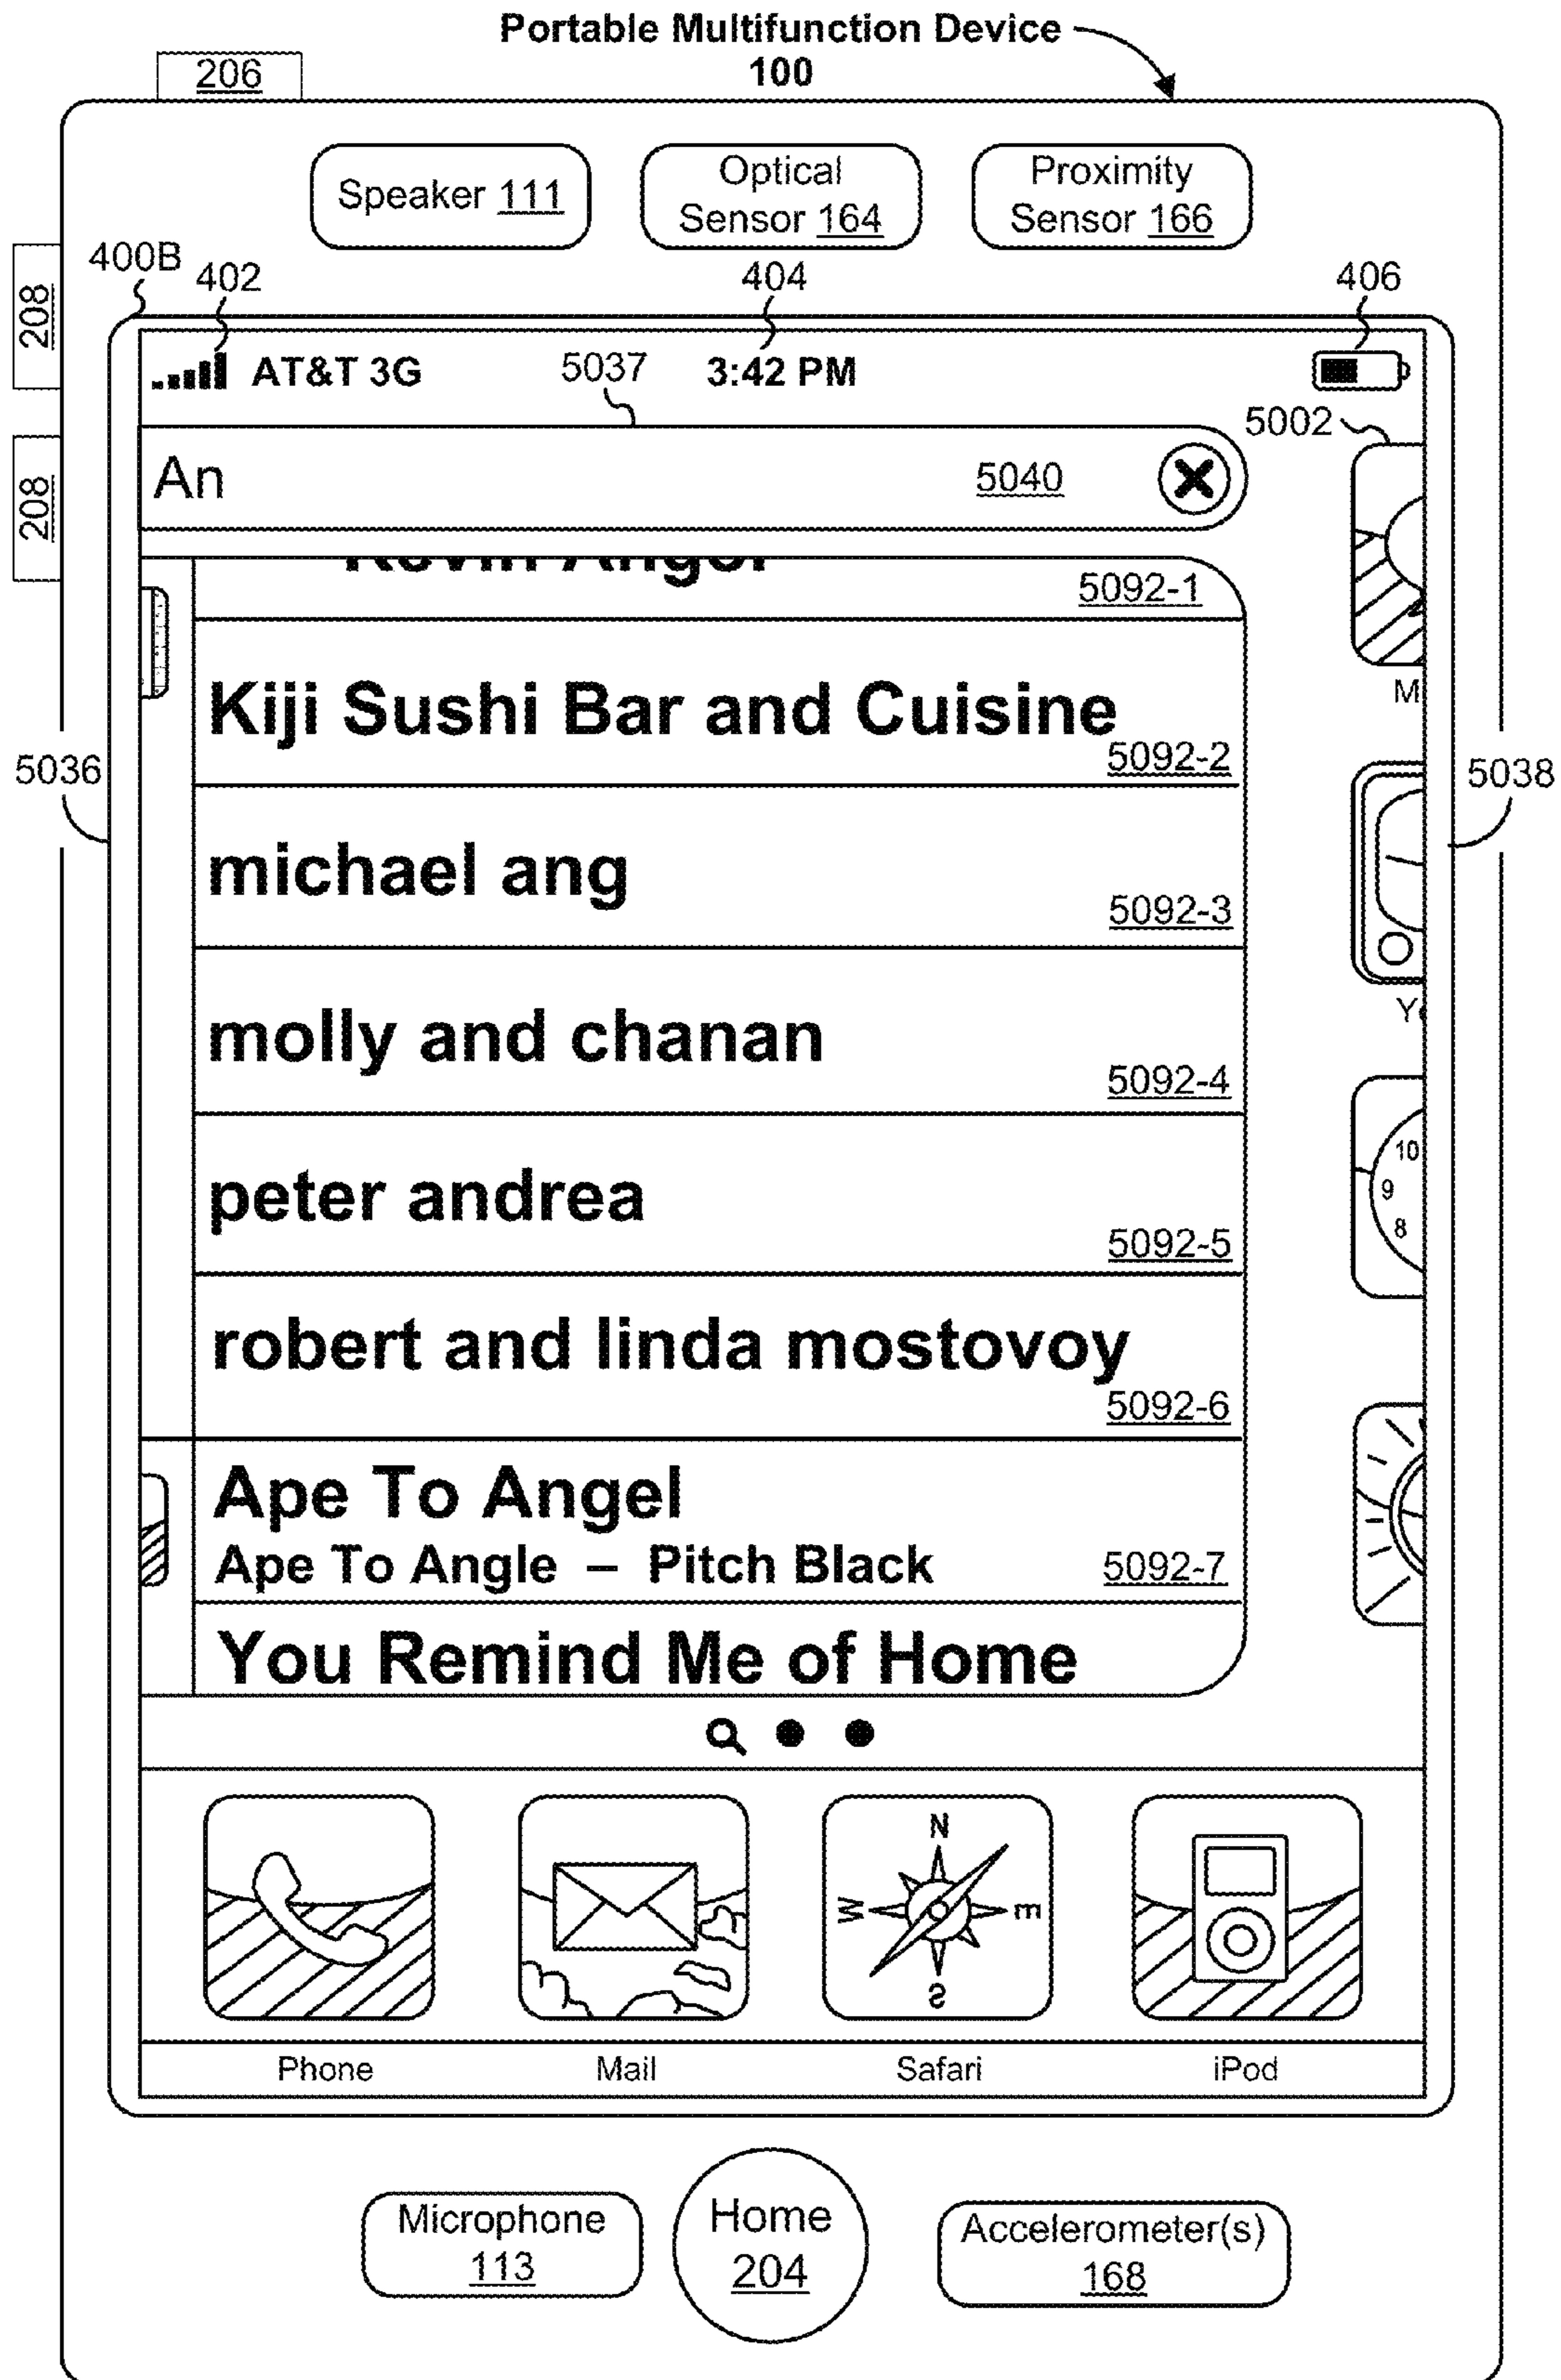 Portable Multifunction Device
100
206
Speaker 111
Optical
Sensor 164
Proximity
Sensor 166
208
208
400B
402
404
406
AT&T 3G
5037
3:42 PM
5002
An
5040
5092-1
Kiji Sushi Bar and Cuisine
5092-2
M
5036
5038
michael ang
5092-3
molly and chanan
5092-4
10
9
8
peter andrea
5092-5
robert and linda mostovoy
5092-6
Ape To Angel
Ape To Angle – Pitch Black
5092-7
You Remind Me of Home
N
W
E
S
Phone
Mail
Safari
iPod
Microphone
113
Home
204
Accelerometer(s)
168